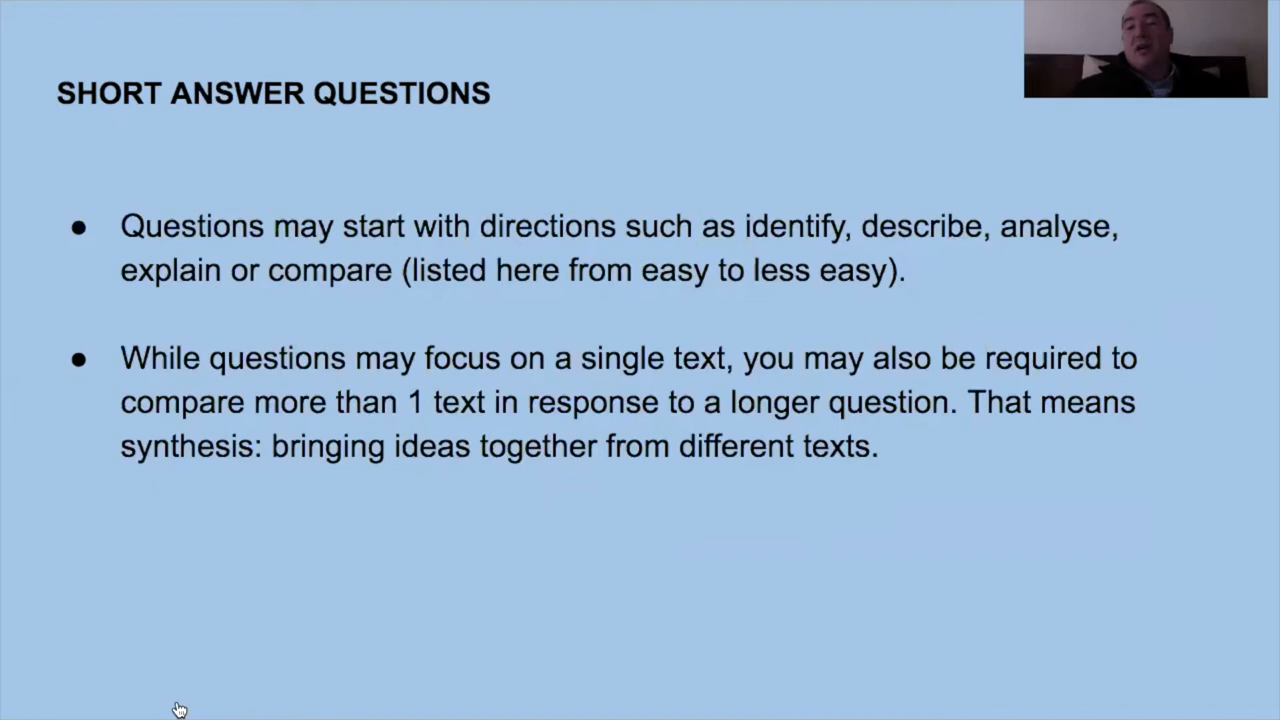 SHORT ANSWER QUESTIONS
● Questions may start with directions such as identify, describe, analyse,
explain or compare (listed here from easy to less easy).
● While questions may focus on a single text, you may also be required to
compare more than 1 text in response to a longer question. That means
synthesis: bringing ideas together from different texts.